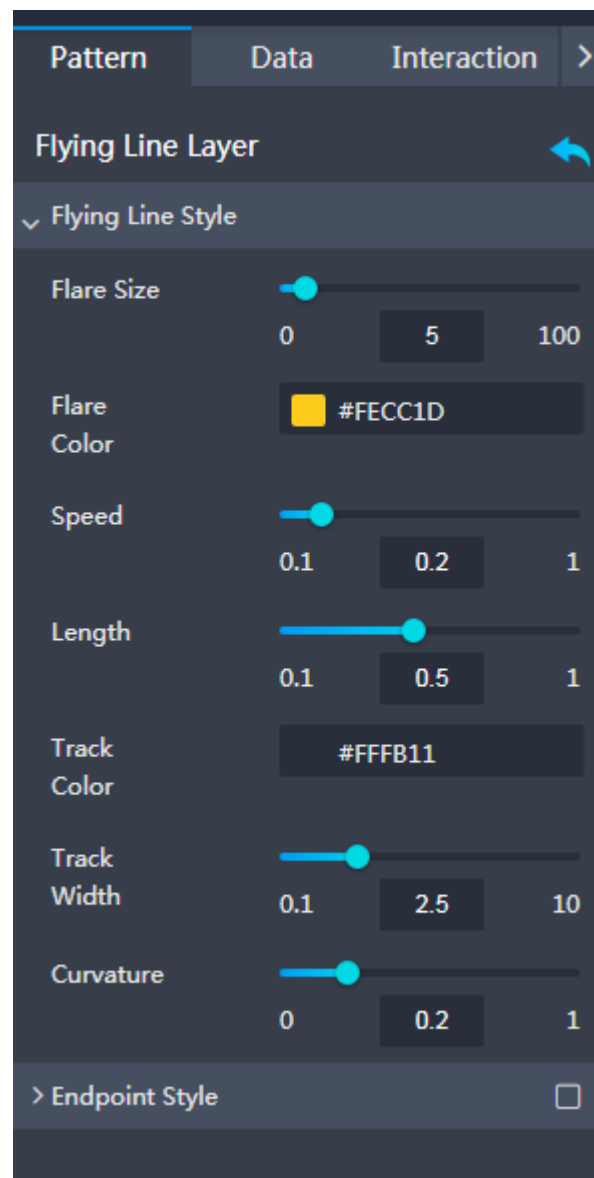 Pattern Data Interaction
Flying Line Layer
Flying Line Style
Flare Size
0 5 100
Flare
Color
#FECC1D
Speed
0.1 0.2 1
Length
0.1 0.5 1
Track
Color
#FFFB11
Track
Width
0.1 2.5 10
Curvature
0 0.2 1
Endpoint Style